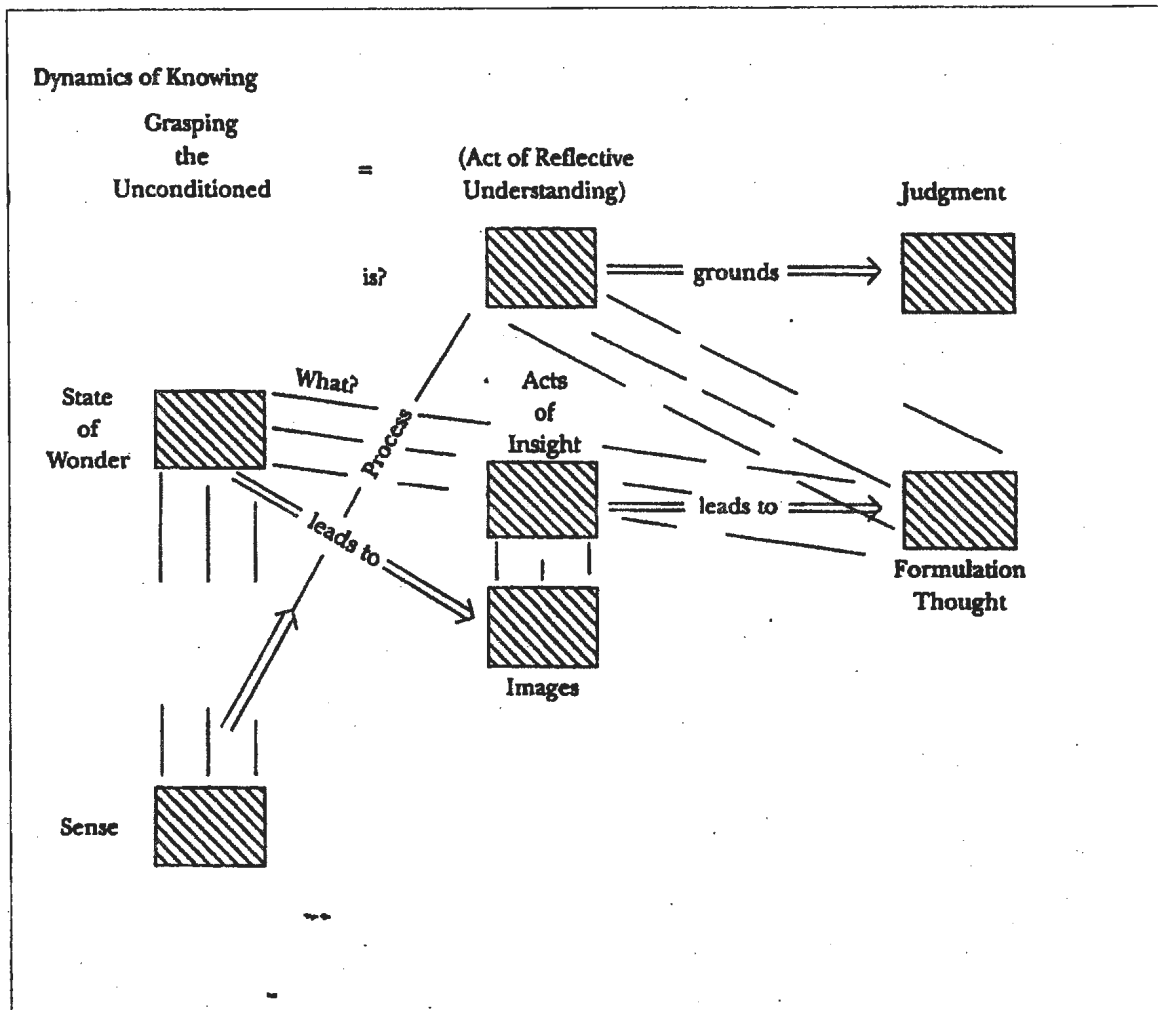 Dynamics of Knowing
Grasping
the
Unconditioned
=
(Act of Reflective
Understanding)
Judgment
is?
grounds
State
of
Wonder
What?
Process
Acts
of
Insight
leads to
leads to
Formulation
Thought
Images
Sense